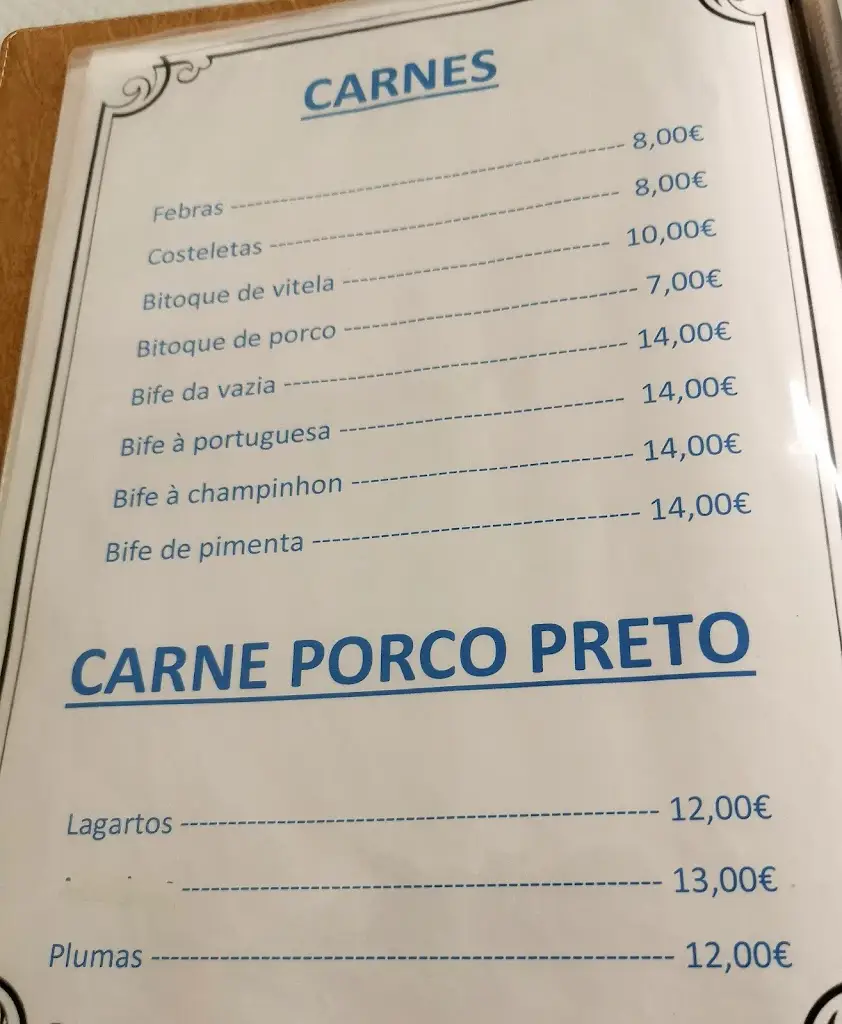 CARNES
Febras ---------------------------------------- 8,00€
Costeletas ---------------------------------------- 8,00€
Bitoque de vitela ------------------------------ 10,00€
Bitoque de porco --------------------------------- 7,00€
Bife da vazia --------------------------------------- 14,00€
Bife à portuguesa -------------------------------- 14,00€
Bife à champinhon -------------------------------- 14,00€
Bife de pimenta ------------------------------------- 14,00€
CARNE PORCO PRETO
Lagartos -------------------------------------------- 12,00€
-------------------------------------------- 13,00€
Plumas ------------------------------------------------ 12,00€